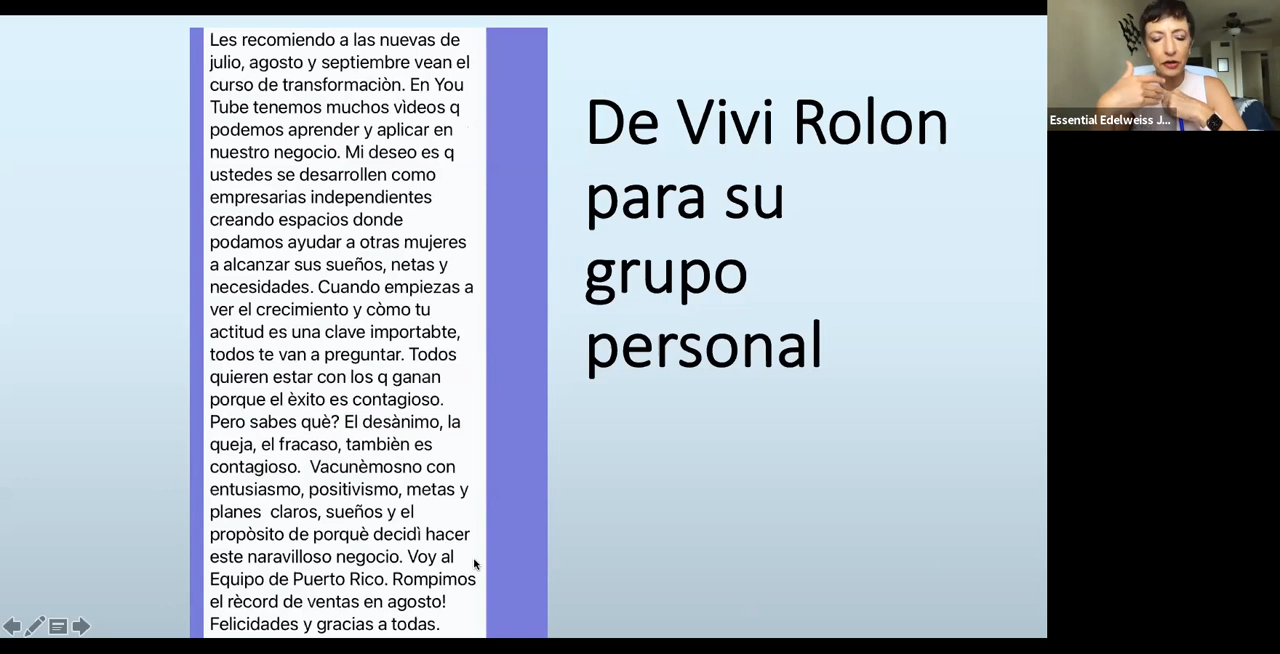 Les recomiendo a las nuevas de
julio, agosto y septiembre vean el
curso de transformaciòn. En You
Tube tenemos muchos vìdeos q
podemos aprender y aplicar en
nuestro negocio. Mi deseo es q
ustedes se desarrollen como
empresarias independientes
creando espacios donde
podamos ayudar a otras mujeres
a alcanzar sus sueños, netas y
necesidades. Cuando empiezas a
ver el crecimiento y còmo tu
actitud es una clave importabte,
todos te van a preguntar. Todos
quieren estar con los q ganan
porque el èxito es contagioso.
Pero sabes què? El desànimo, la
queja, el fracaso, tambièn es
contagioso.  Vacunèmosno con
entusiasmo, positivismo, metas y
planes  claros, sueños y el
propòsito de porquè decidì hacer
este naravilloso negocio. Voy al
Equipo de Puerto Rico. Rompimos
el rècord de ventas en agosto!
Felicidades y gracias a todas.
De Vivi Rolon
para su
grupo
personal
Essential Edelweiss J...